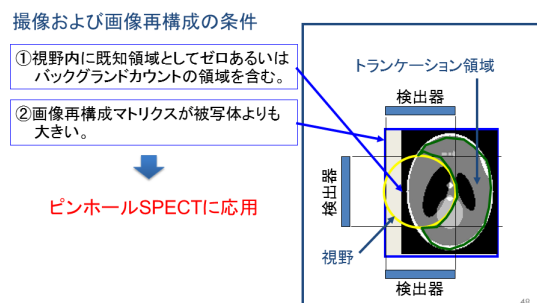 撮像および画像再構成の条件
①視野内に既知領域としてゼロあるいは
バックグランドカウントの領域を含む。
②画像再構成マトリクスが被写体よりも
大きい。
ピンホールSPECTに応用
トランケーション領域
検出器
検出器
視野
検出器
48